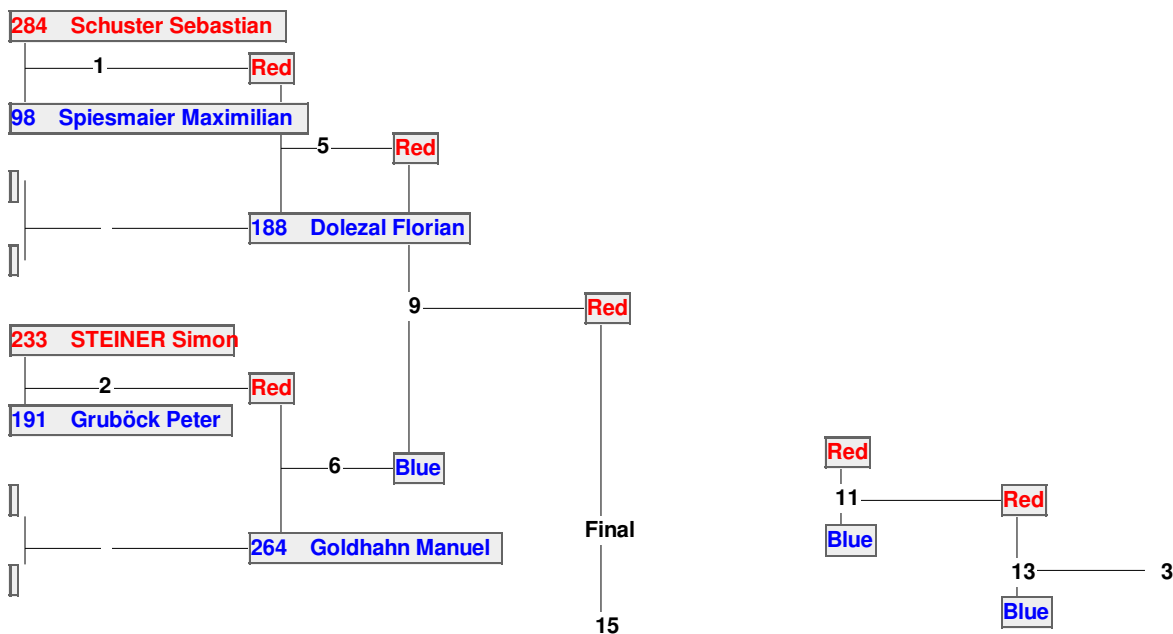 284 Schuster Sebastian
1 Red
98 Spiesmaier Maximilian
5 Red
188 Dolezal Florian
9 Red
233 STEINER Simon
2 Red
191 Gruböck Peter
Red
6 Blue
11 Red
Final
Blue
264 Goldhahn Manuel
13 3
Blue
15